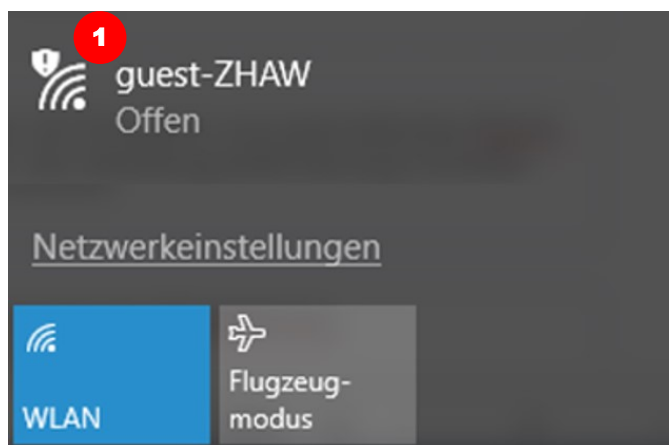 1
guest-ZHAW
Offen
Netzwerkeinstellungen
WLAN
Flugzeug-
modus